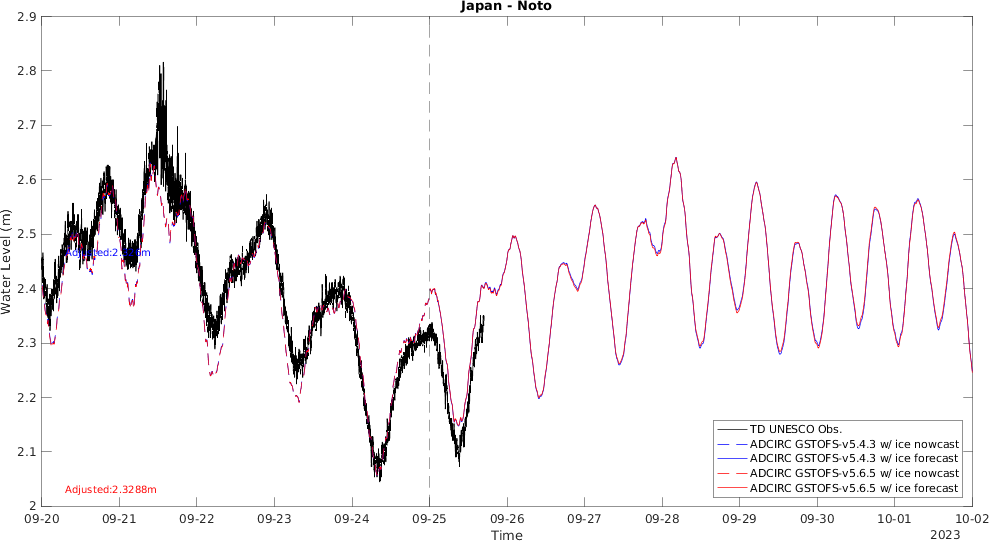 Japan - Noto
2.9
2.8
2.7
2.6
2.5
2.4
2.3
2.2
2.1
2
Water Level (m)
Adjusted:2.3288m
TD UNESCO Obs.
ADCIRC GSTOFS-v5.4.3 w/ ice nowcast
ADCIRC GSTOFS-v5.4.3 w/ ice forecast
ADCIRC GSTOFS-v5.6.5 w/ ice nowcast
ADCIRC GSTOFS-v5.6.5 w/ ice forecast
09-20 09-21 09-22 09-23 09-24 09-25 09-26 09-27 09-28 09-29 09-30 10-01 10-02
Time
2023